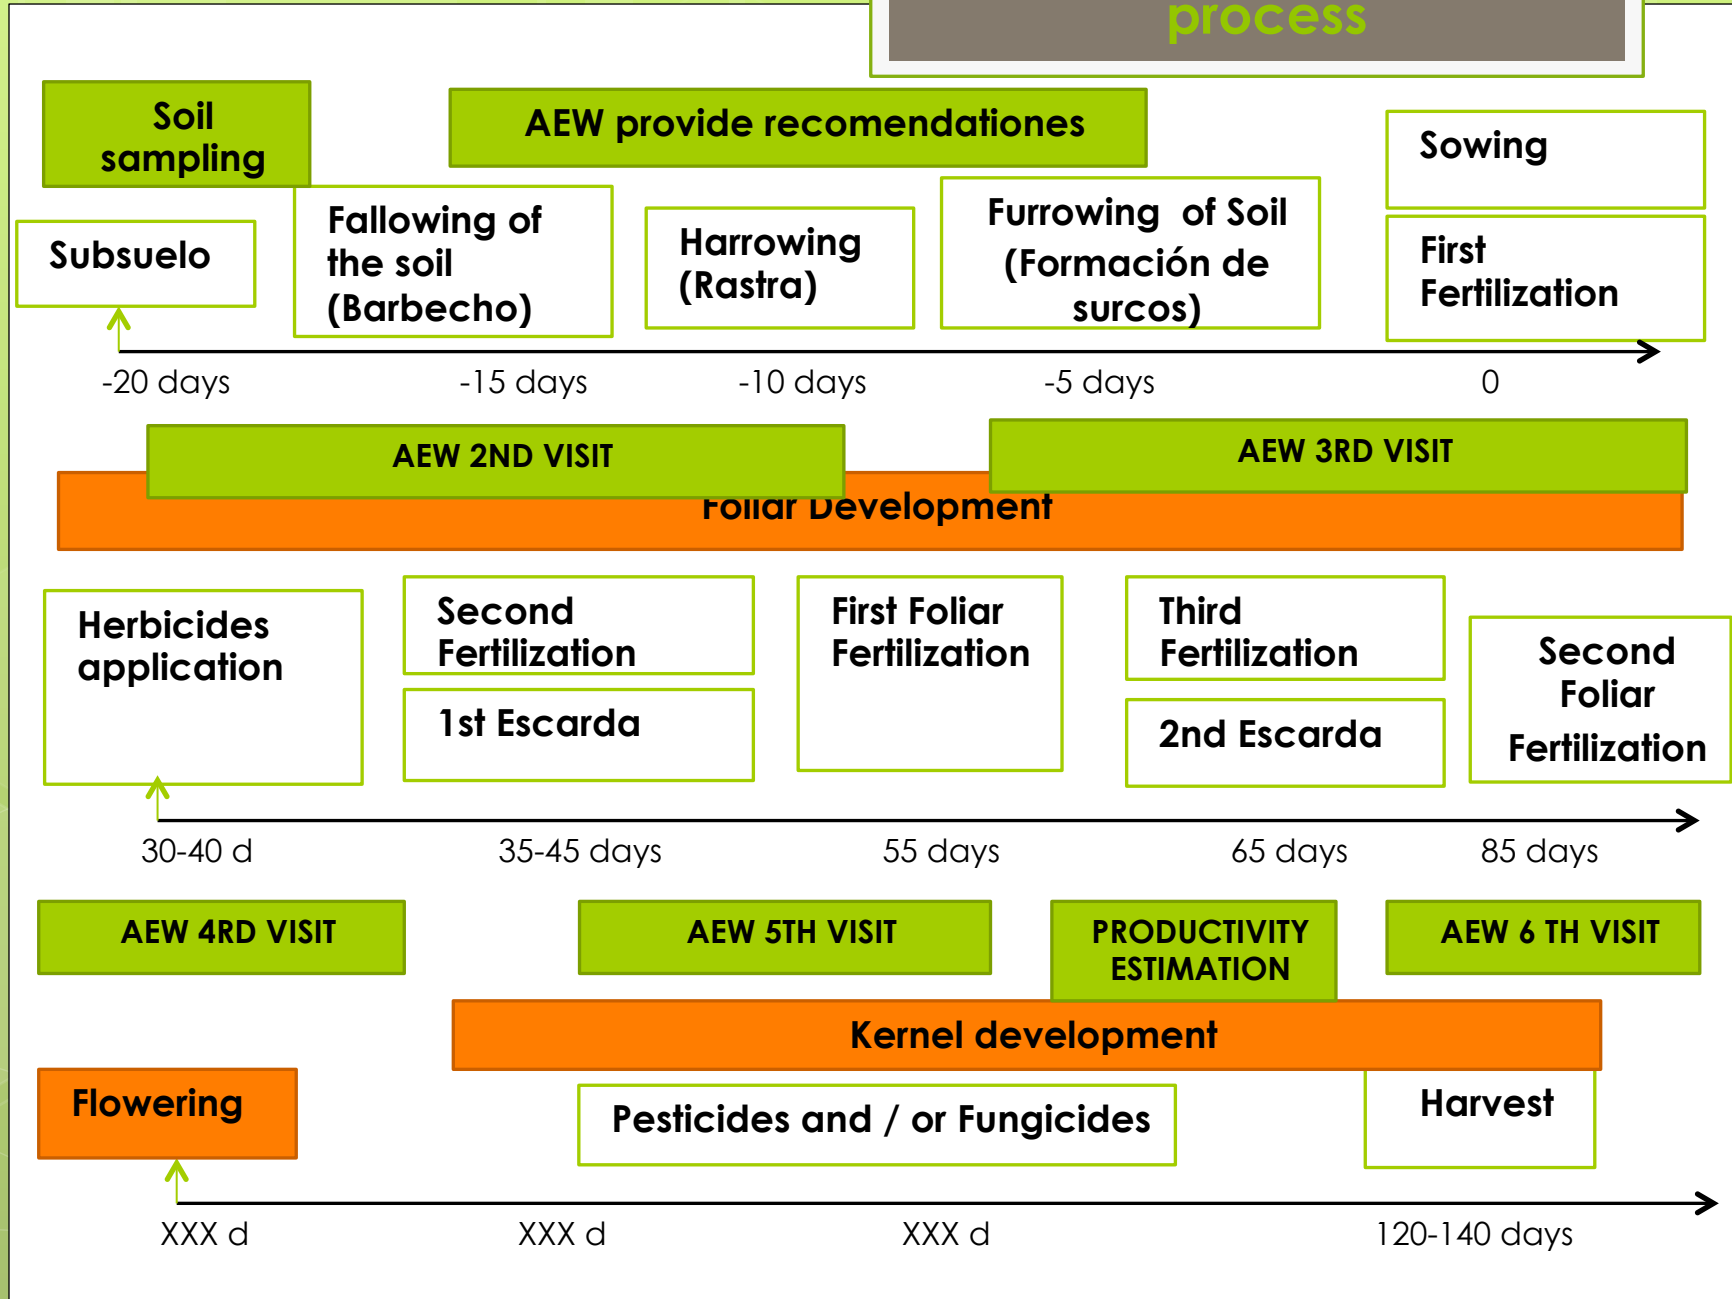 process
Soil
sampling
AEW provide recomendationes
Sowing
Subsuelo
Fallowing of
the soil
(Barbecho)
Harrowing
(Rastra)
Furrowing of Soil
(Formación de
surcos)
First
Fertilization
-20 days
-15 days
-10 days
-5 days
0
AEW 2ND VISIT
AEW 3RD VISIT
Foliar Development
Herbicides
application
Second
Fertilization
1st Escarda
First Foliar
Fertilization
Third
Fertilization
2nd Escarda
Second
Foliar
Fertilization
30-40 d
35-45 days
55 days
65 days
85 days
AEW 4RD VISIT
AEW 5TH VISIT
PRODUCTIVITY
ESTIMATION
AEW 6 TH VISIT
Kernel development
Flowering
Pesticides and / or Fungicides
Harvest
XXX d
XXX d
XXX d
120-140 days